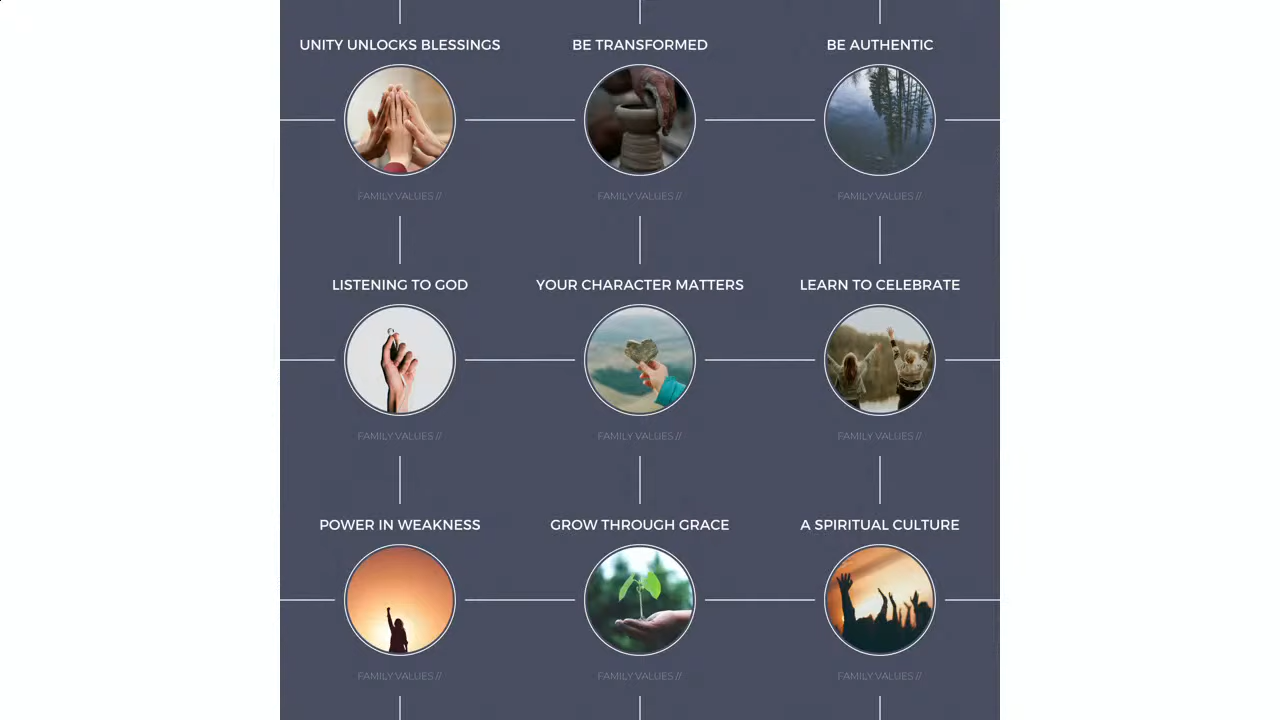 UNITY UNLOCKS BLESSINGS
BE TRANSFORMED
BE AUTHENTIC
FAMILY VALUES //
FAMILY VALUES //
FAMILY VALUES //
LISTENING TO GOD
YOUR CHARACTER MATTERS
LEARN TO CELEBRATE
FAMILY VALUES //
FAMILY VALUES //
FAMILY VALUES //
POWER IN WEAKNESS
GROW THROUGH GRACE
A SPIRITUAL CULTURE
FAMILY VALUES //
FAMILY VALUES //
FAMILY VALUES //